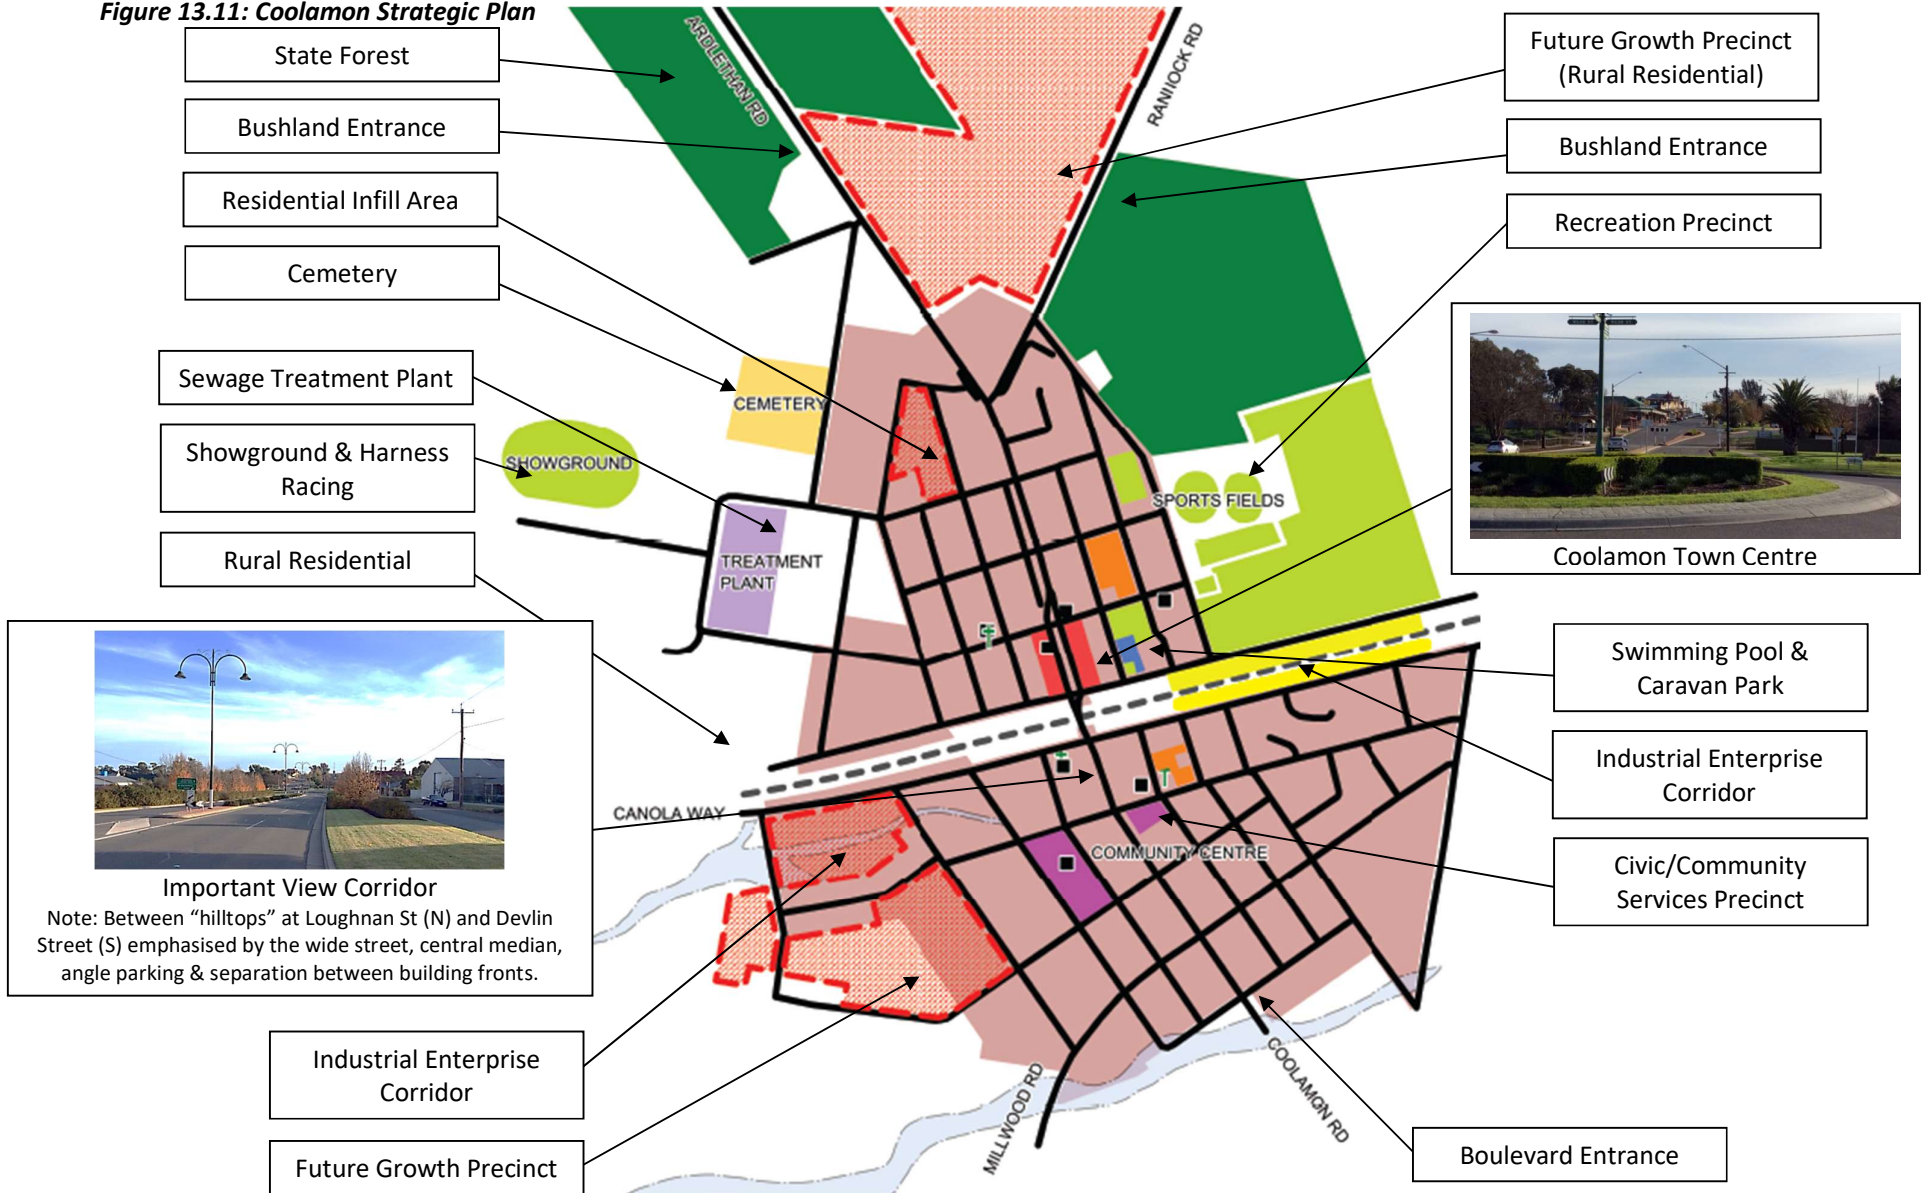 Figure 13.11: Coolamon Strategic Plan
State Forest
Bushland Entrance
Residential Infill Area
Cemetery
Sewage Treatment Plant
Showground & Harness
Racing
Rural Residential
Important View Corridor
Note: Between “hilltops” at Loughnan St (N) and Devlin
Street (S) emphasised by the wide street, central median,
angle parking & separation between building fronts.
Industrial Enterprise
Corridor
Future Growth Precinct
ARDLETHAN RD
RANNOCK RD
CEMETERY
SHOWGROUND
TREATMENT
PLANT
SPORTS FIELDS
CANOLA WAY
COMMUNITY CENTRE
MILLWOOD RD
COOLAMON RD
Future Growth Precinct
(Rural Residential)
Bushland Entrance
Recreation Precinct
Coolamon Town Centre
Swimming Pool &
Caravan Park
Industrial Enterprise
Corridor
Civic/Community
Services Precinct
Boulevard Entrance